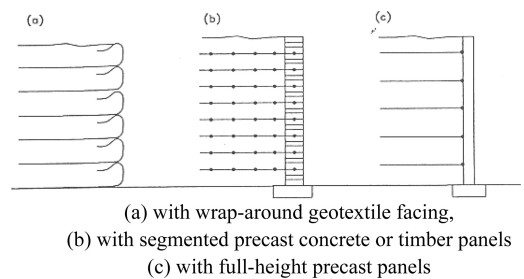 (a) (b) (c)
(a) with wrap-around geotextile facing,
(b) with segmented precast concrete or timber panels
(c) with full-height precast panels